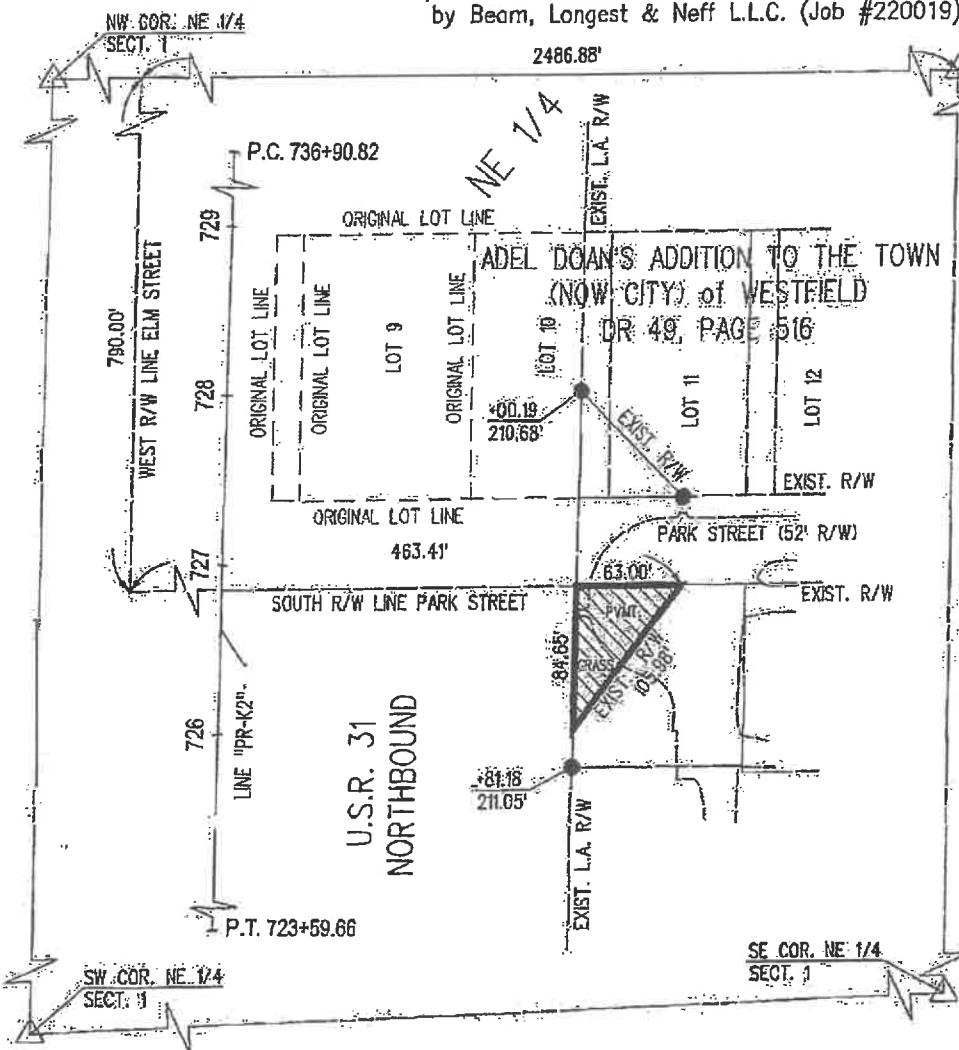 by Beam, Longest & Neff L.L.C. (Job #220019)
NW COR. NE 1/4
SECT. 1
2486.88'
NE 1/4
EXIST. L.A. R/W
P.C. 736+90.82
729
ORIGINAL LOT LINE
ADEL DOAN'S ADDITION TO THE TOWN
(NOW CITY) of WESTFIELD
DR 49, PAGE 516
790.00'
WEST R/W LINE ELM STREET
ORIGINAL LOT LINE
ORIGINAL LOT LINE
LOT 9
ORIGINAL LOT LINE
LOT 10
LOT 11
LOT 12
728
+00.19
210.68'
EXIST. R/W
EXIST. R/W
ORIGINAL LOT LINE
PARK STREET (52' R/W)
463.41'
727
63.00'
SOUTH R/W LINE PARK STREET
EXIST. R/W
PVMT.
84.65'
GRASS
EXIST. R/W
726
LINE "PR-K2"
U.S.R. 31
NORTHBOUND
+81.18
211.05'
EXIST. L.A. R/W
P.T. 723+59.66
SW COR. NE 1/4
SECT. 1
SE COR. NE 1/4
SECT. 1